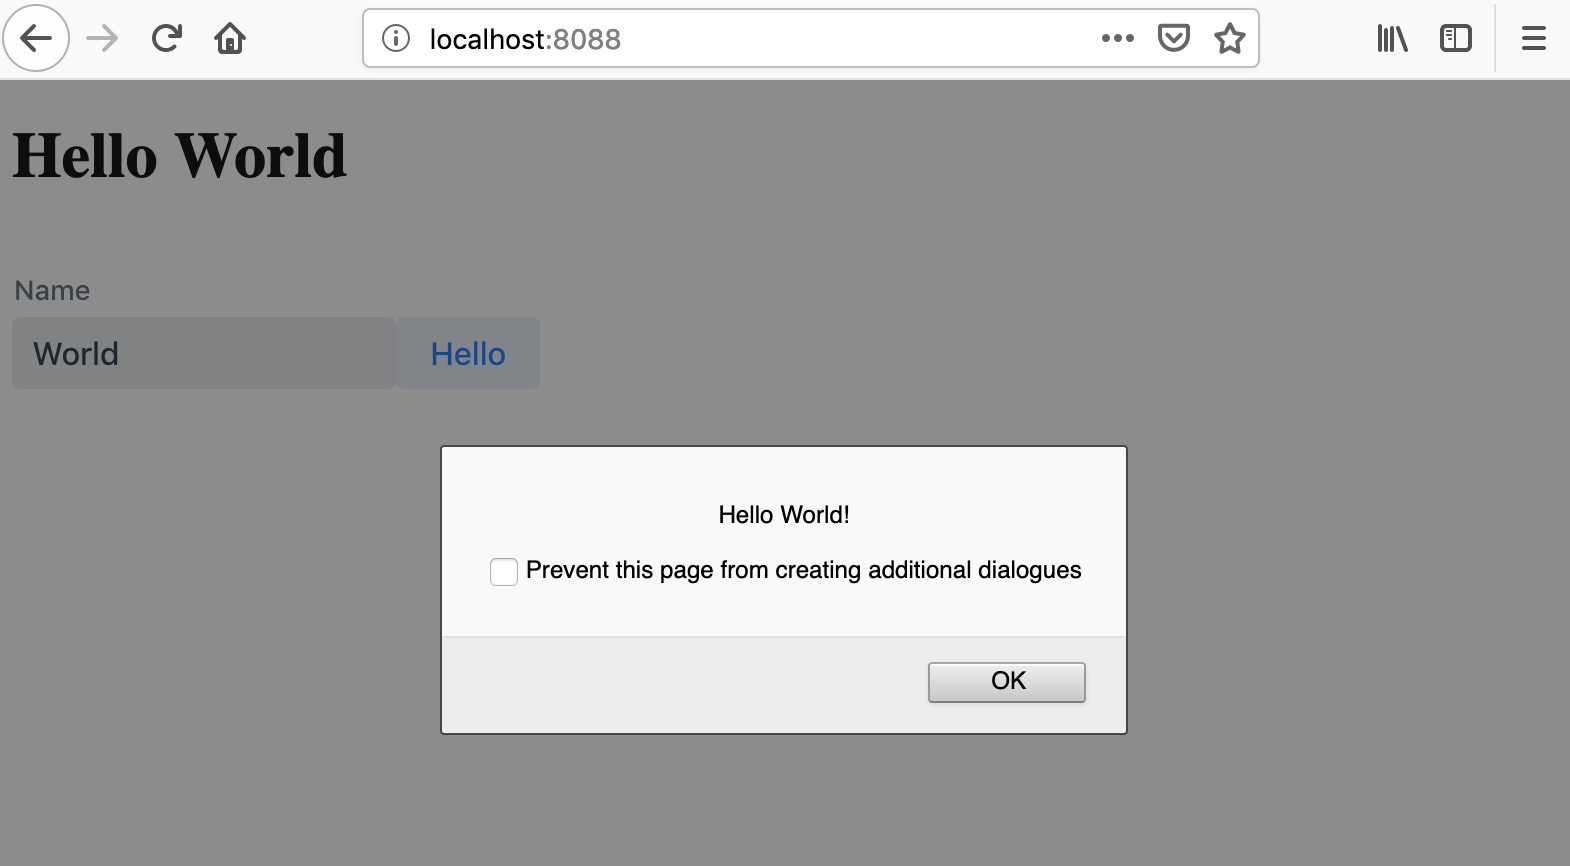 localhost:8088
Hello World
Name
World
Hello
Hello World!
Prevent this page from creating additional dialogues
OK